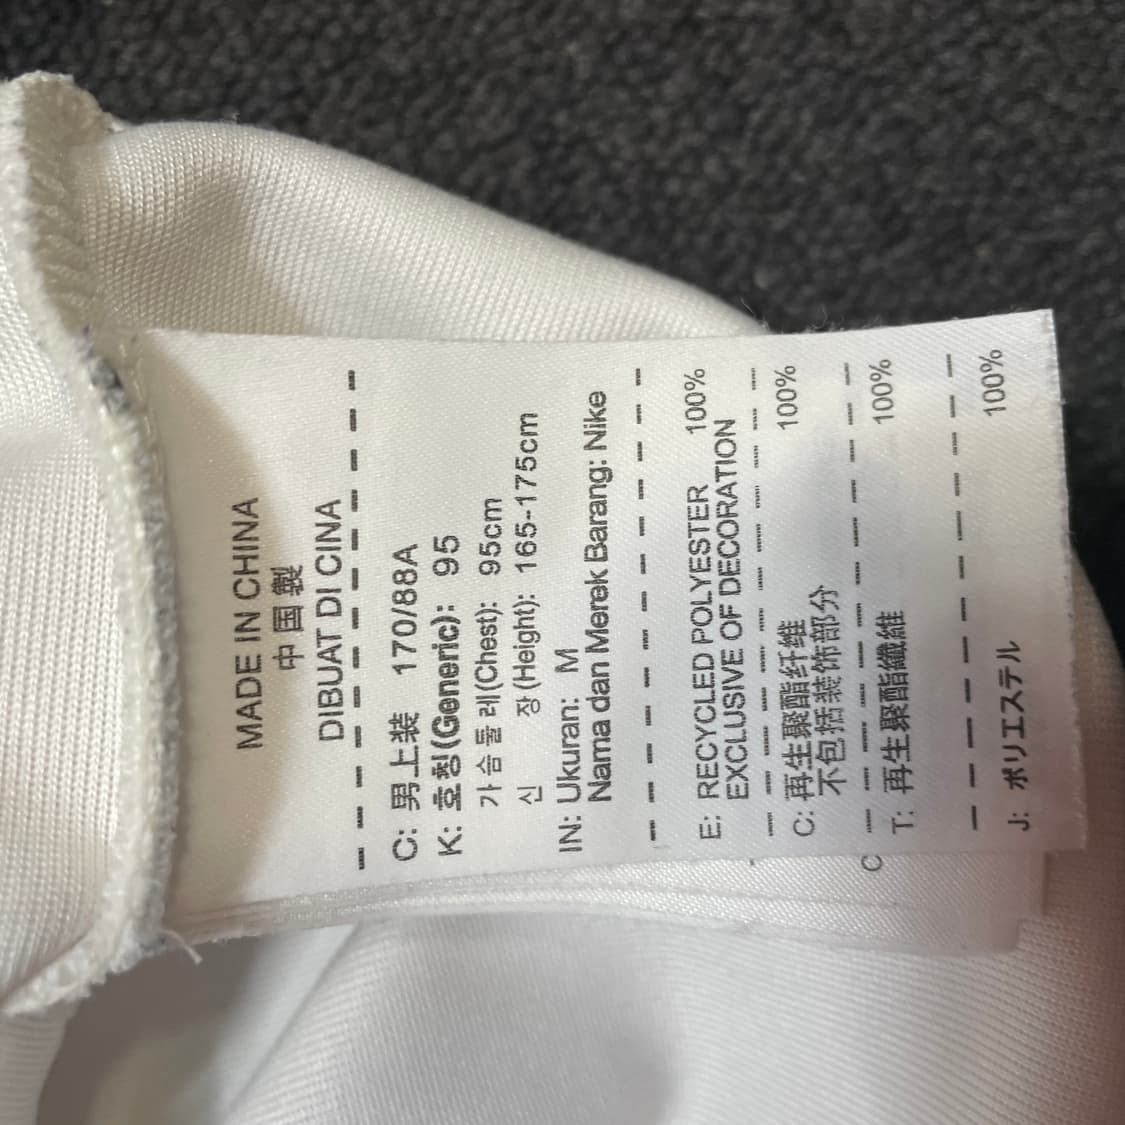 MADE IN CHINA
中国製
DIBUAT DI CINA
C: 男上装 170/88A
K: 호칭(Generic): 95
가슴둘레(Chest): 95cm
신 장(Height): 165-175cm
IN: Ukuran: M
Nama dan Merek Barang: Nike
E: RECYCLED POLYESTER 100%
EXCLUSIVE OF DECORATION
C: 再生聚酯纤维 100%
不包括装饰部分
T: 再生聚酯纖維 100%
J: ポリエステル 100%
C